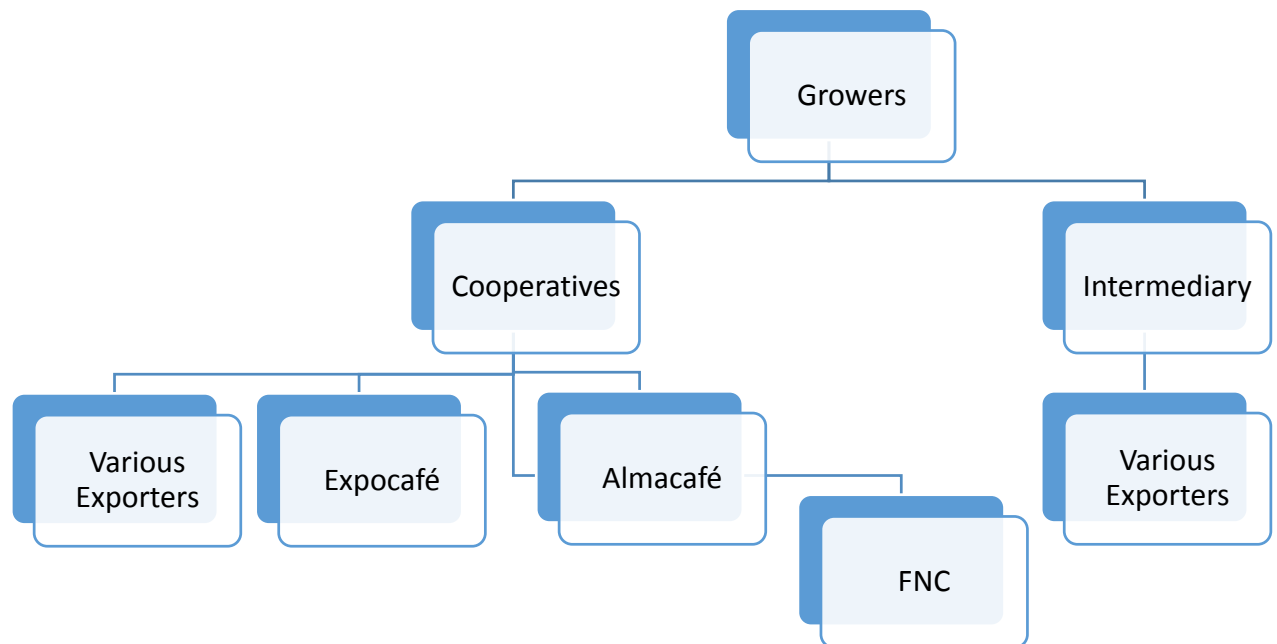 Growers
Cooperatives
Intermediary
Various
Exporters
Expocafé
Almacafé
Various
Exporters
FNC